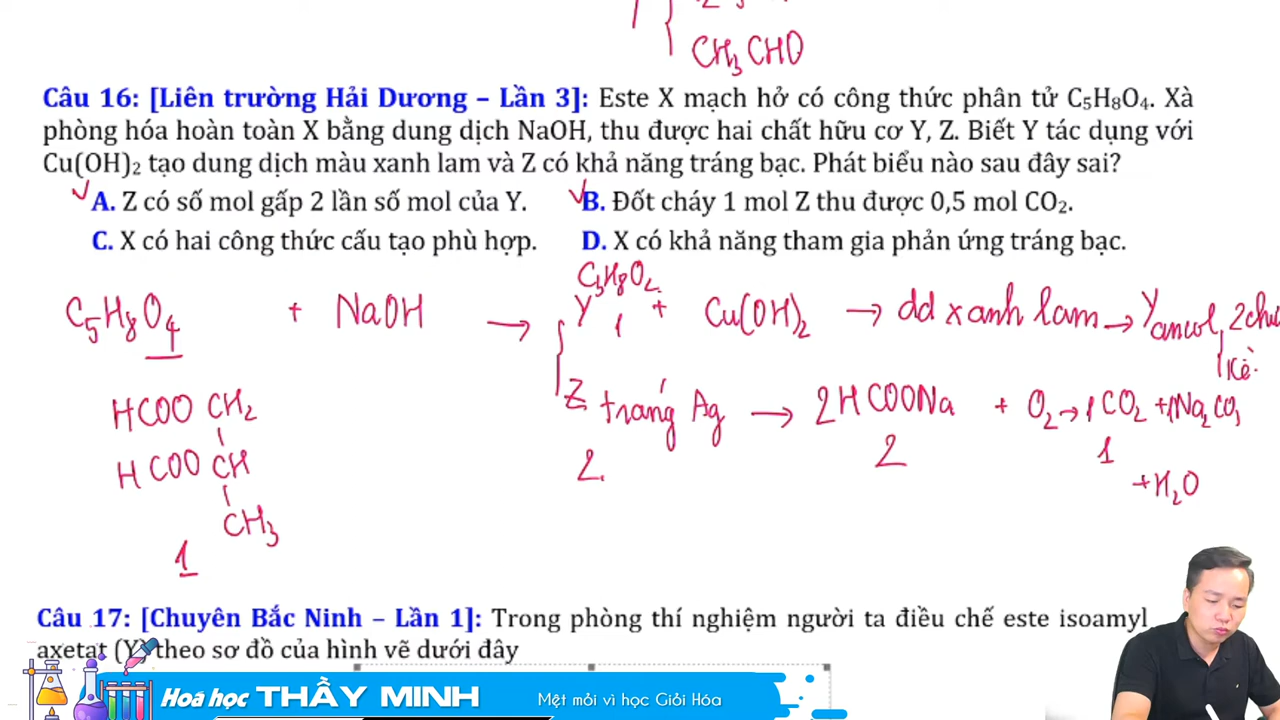 CH₃CHO
Câu 16: [Liên trường Hải Dương – Lần 3]: Este X mạch hở có công thức phân tử C₅H₈O₄. Xà
phòng hóa hoàn toàn X bằng dung dịch NaOH, thu được hai chất hữu cơ Y, Z. Biết Y tác dụng với
Cu(OH)₂ tạo dung dịch màu xanh lam và Z có khả năng tráng bạc. Phát biểu nào sau đây sai?
A. Z có số mol gấp 2 lần số mol của Y. B. Đốt cháy 1 mol Z thu được 0,5 mol CO₂.
C. X có hai công thức cấu tạo phù hợp. D. X có khả năng tham gia phản ứng tráng bạc.
C₃H₈O₂
C₅H₈O₄ + NaOH → Y + Cu(OH)₂ → dd xanh lam → Y ancol, 2
1 kề
Z tráng Ag → 2HCOONa + O₂ → 1CO₂ + 1Na₂CO₃
HCOO CH₂
2 2 1
HCOO CH
+ H₂O
CH₃
1
Câu 17: [Chuyên Bắc Ninh – Lần 1]: Trong phòng thí nghiệm người ta điều chế este isoamyl
axetat (Y) theo sơ đồ của hình vẽ dưới đây
Hoá học THẦY MINH Mệt mỏi vì học Giỏi Hóa